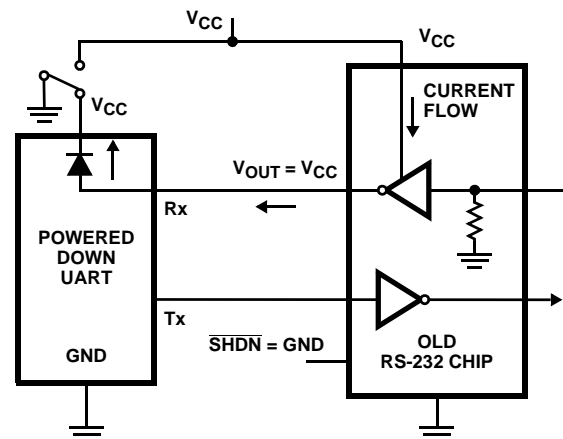 VCC
VCC
VCC
CURRENT
FLOW
VOUT = VCC
Rx
POWERED
DOWN
UART
Tx
GND
SHDN = GND
OLD
RS-232 CHIP